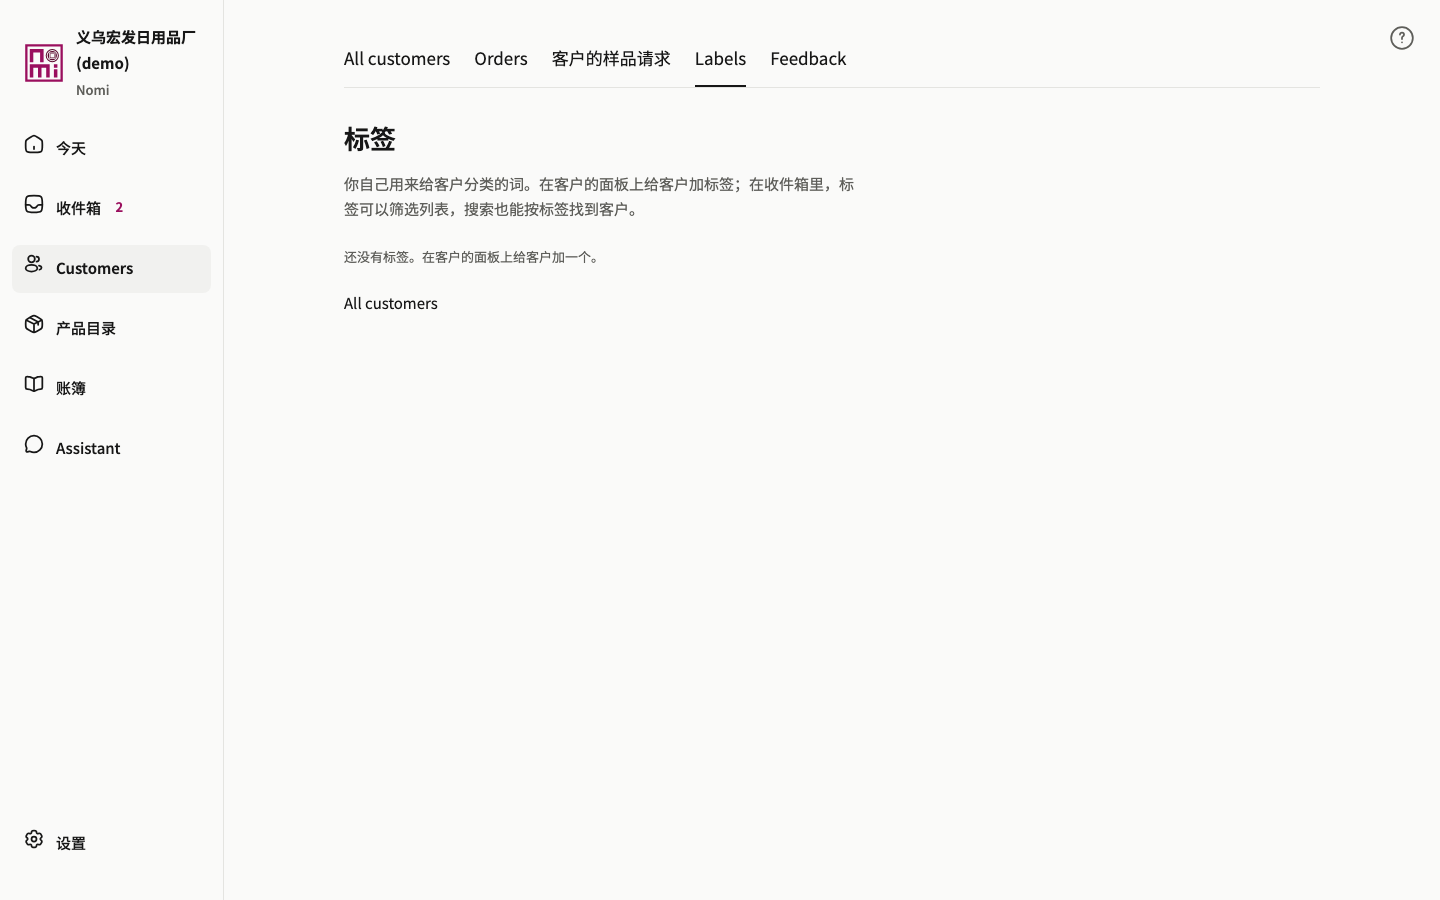 义乌宏发日用品厂
(demo)
Nomi
今天
收件箱 2
Customers
产品目录
账簿
Assistant
设置
All customers Orders 客户的样品请求 Labels Feedback
标签
你自己用来给客户分类的词。在客户的面板上给客户加标签；在收件箱里，标
签可以筛选列表，搜索也能按标签找到客户。
还没有标签。在客户的面板上给客户加一个。
All customers